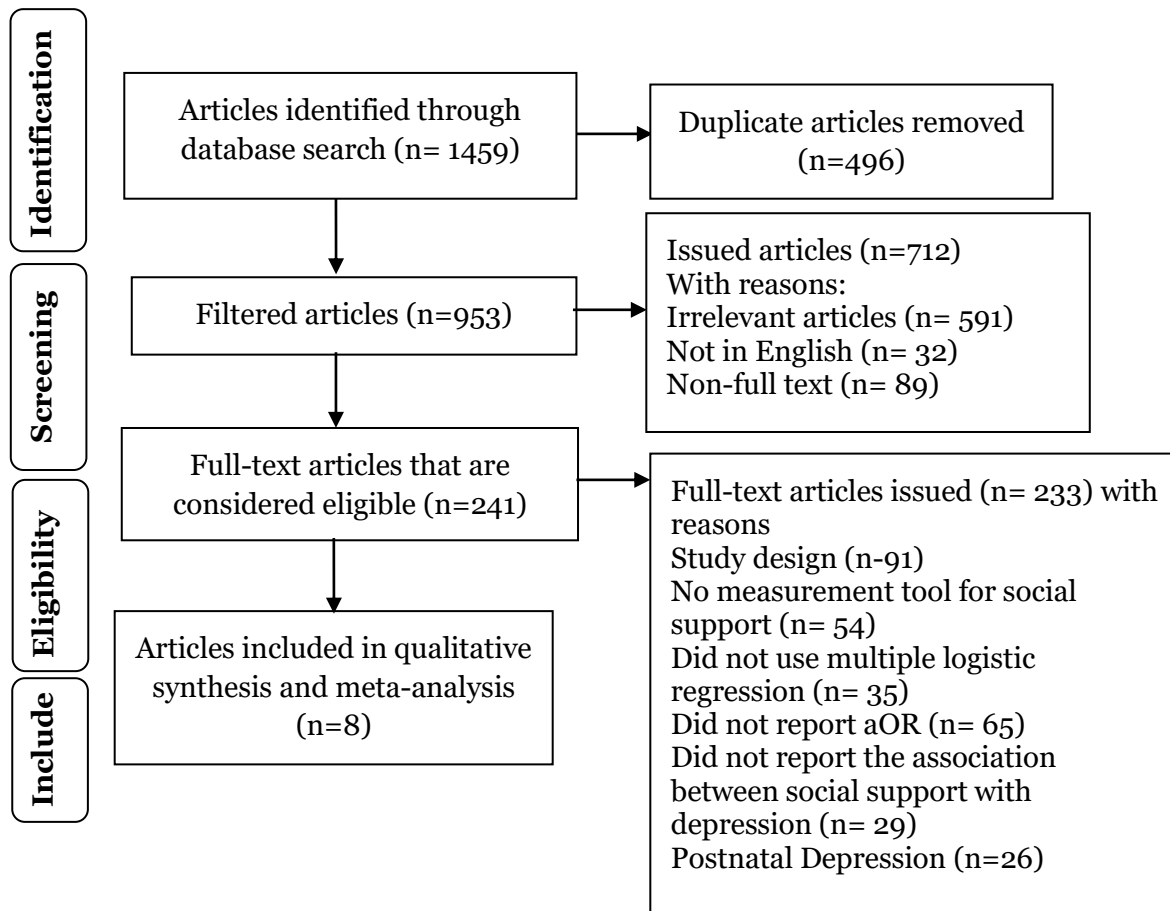 Identification
Articles identified through
database search (n= 1459)
Duplicate articles removed
(n=496)
Screening
Filtered articles (n=953)
Issued articles (n=712)
With reasons:
Irrelevant articles (n= 591)
Not in English (n= 32)
Non-full text (n= 89)
Eligibility
Full-text articles that are
considered eligible (n=241)
Full-text articles issued (n= 233) with
reasons
Study design (n-91)
No measurement tool for social
support (n= 54)
Did not use multiple logistic
regression (n= 35)
Did not report aOR (n= 65)
Did not report the association
between social support with
depression (n= 29)
Postnatal Depression (n=26)
Include
Articles included in qualitative
synthesis and meta-analysis
(n=8)